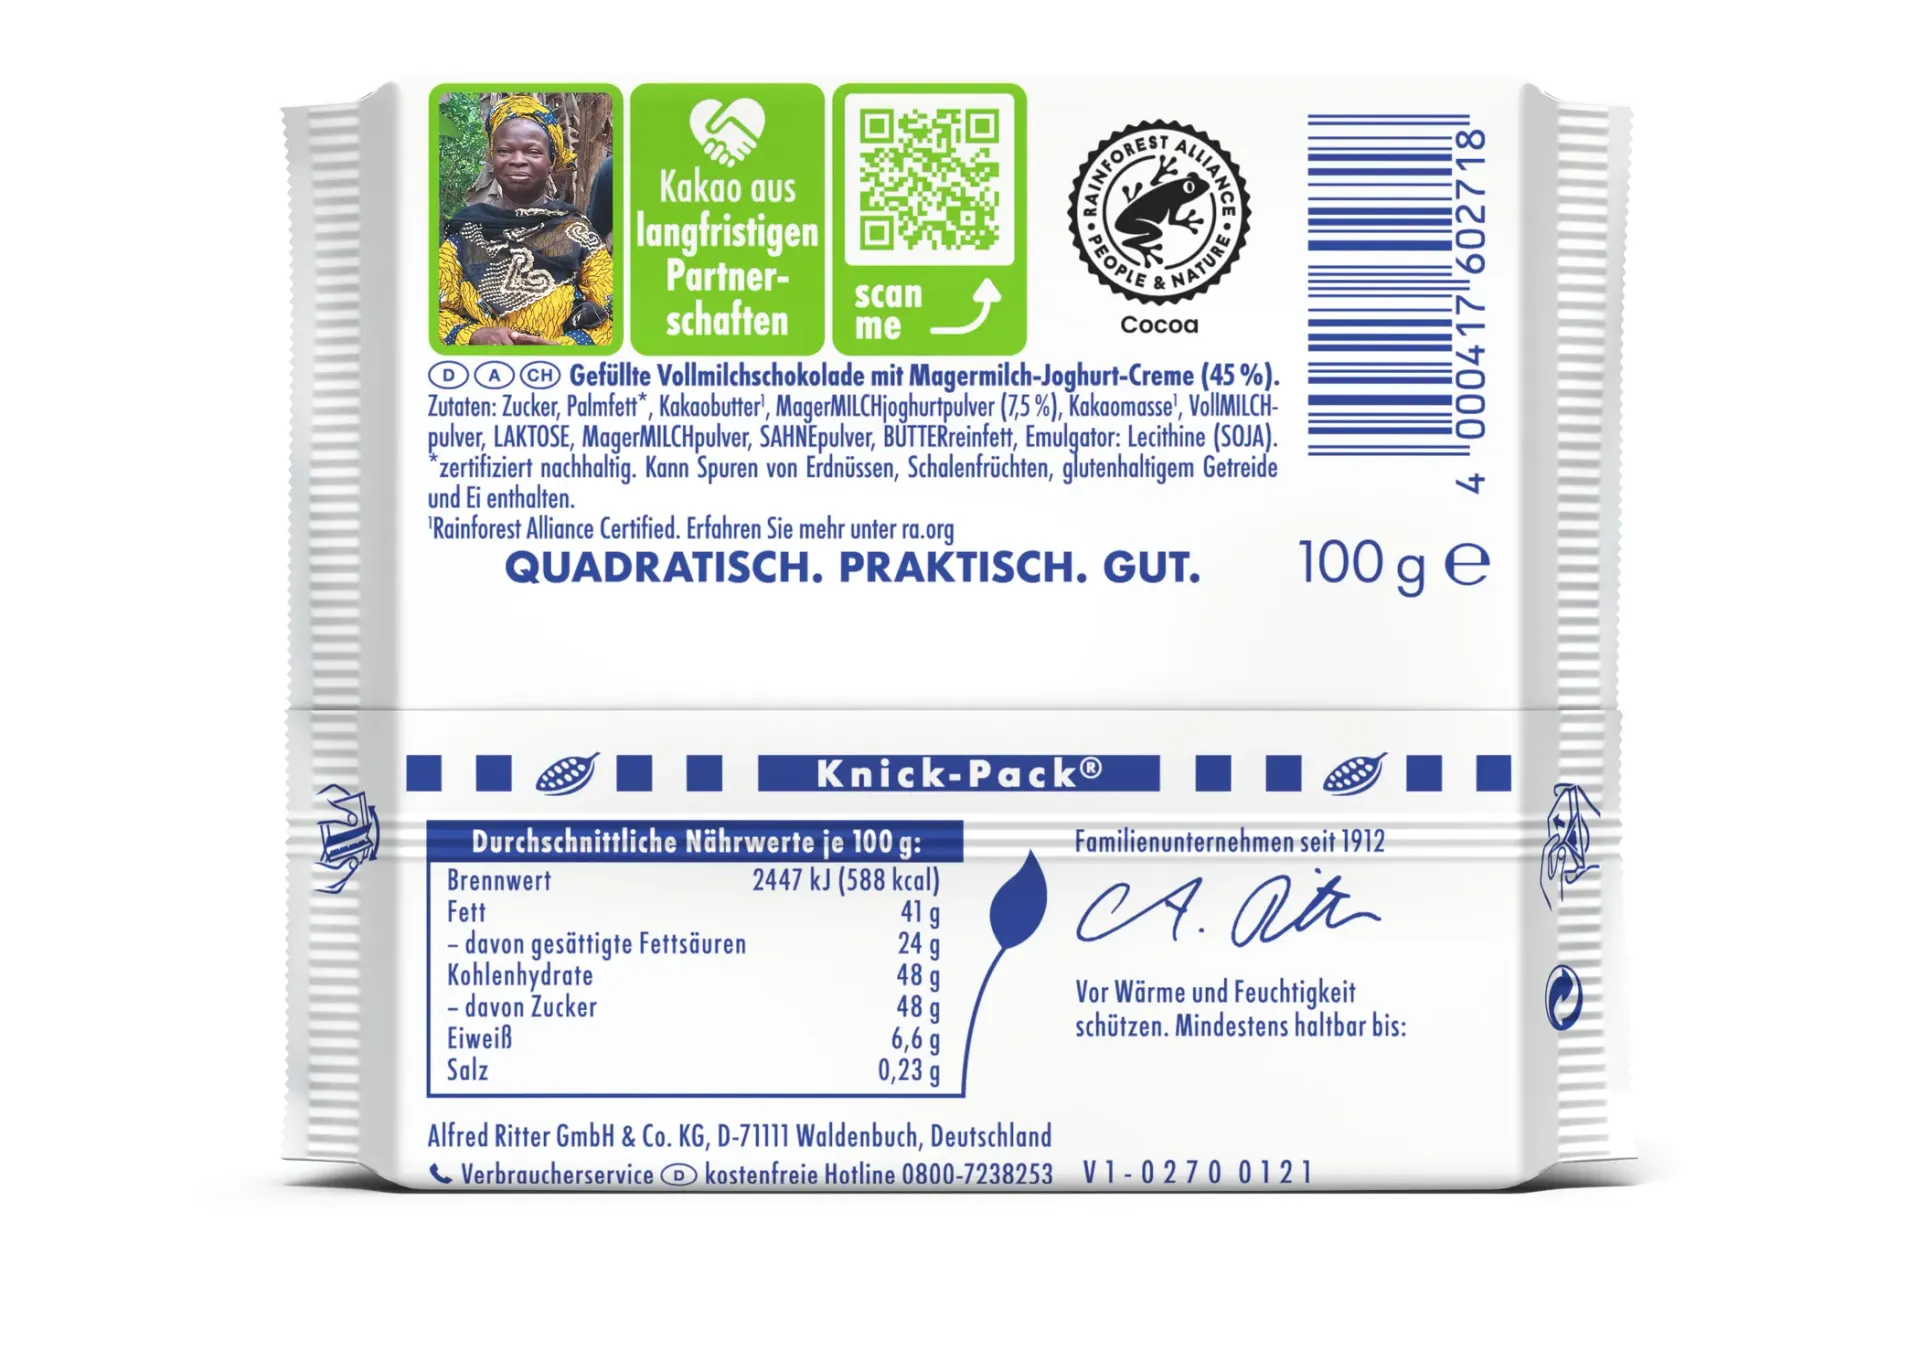 Kakao aus
langfristigen
Partner-
schaften
scan
me
RAINFOREST ALLIANCE
• PEOPLE & NATURE •
Cocoa
4 000417 602718
D A CH Gefüllte Vollmilchschokolade mit Magermilch-Joghurt-Creme (45 %).
Zutaten: Zucker, Palmfett*, Kakaobutter¹, MagerMILCHjoghurtpulver (7,5 %), Kakaomasse¹, VollMILCH-
pulver, LAKTOSE, MagerMILCHpulver, SAHNEpulver, BUTTERreinfett, Emulgator: Lecithine (SOJA).
*zertifiziert nachhaltig. Kann Spuren von Erdnüssen, Schalenfrüchten, glutenhaltigem Getreide
und Ei enthalten.
¹Rainforest Alliance Certified. Erfahren Sie mehr unter ra.org
QUADRATISCH. PRAKTISCH. GUT.
100 g ℮
Knick-Pack®
Durchschnittliche Nährwerte je 100 g:
Brennwert 2447 kJ (588 kcal)
Fett 41 g
– davon gesättigte Fettsäuren 24 g
Kohlenhydrate 48 g
– davon Zucker 48 g
Eiweiß 6,6 g
Salz 0,23 g
Familienunternehmen seit 1912
A. Ritter
Vor Wärme und Feuchtigkeit
schützen. Mindestens haltbar bis:
Alfred Ritter GmbH & Co. KG, D-71111 Waldenbuch, Deutschland
Verbraucherservice D kostenfreie Hotline 0800-7238253
V1-0270 0121